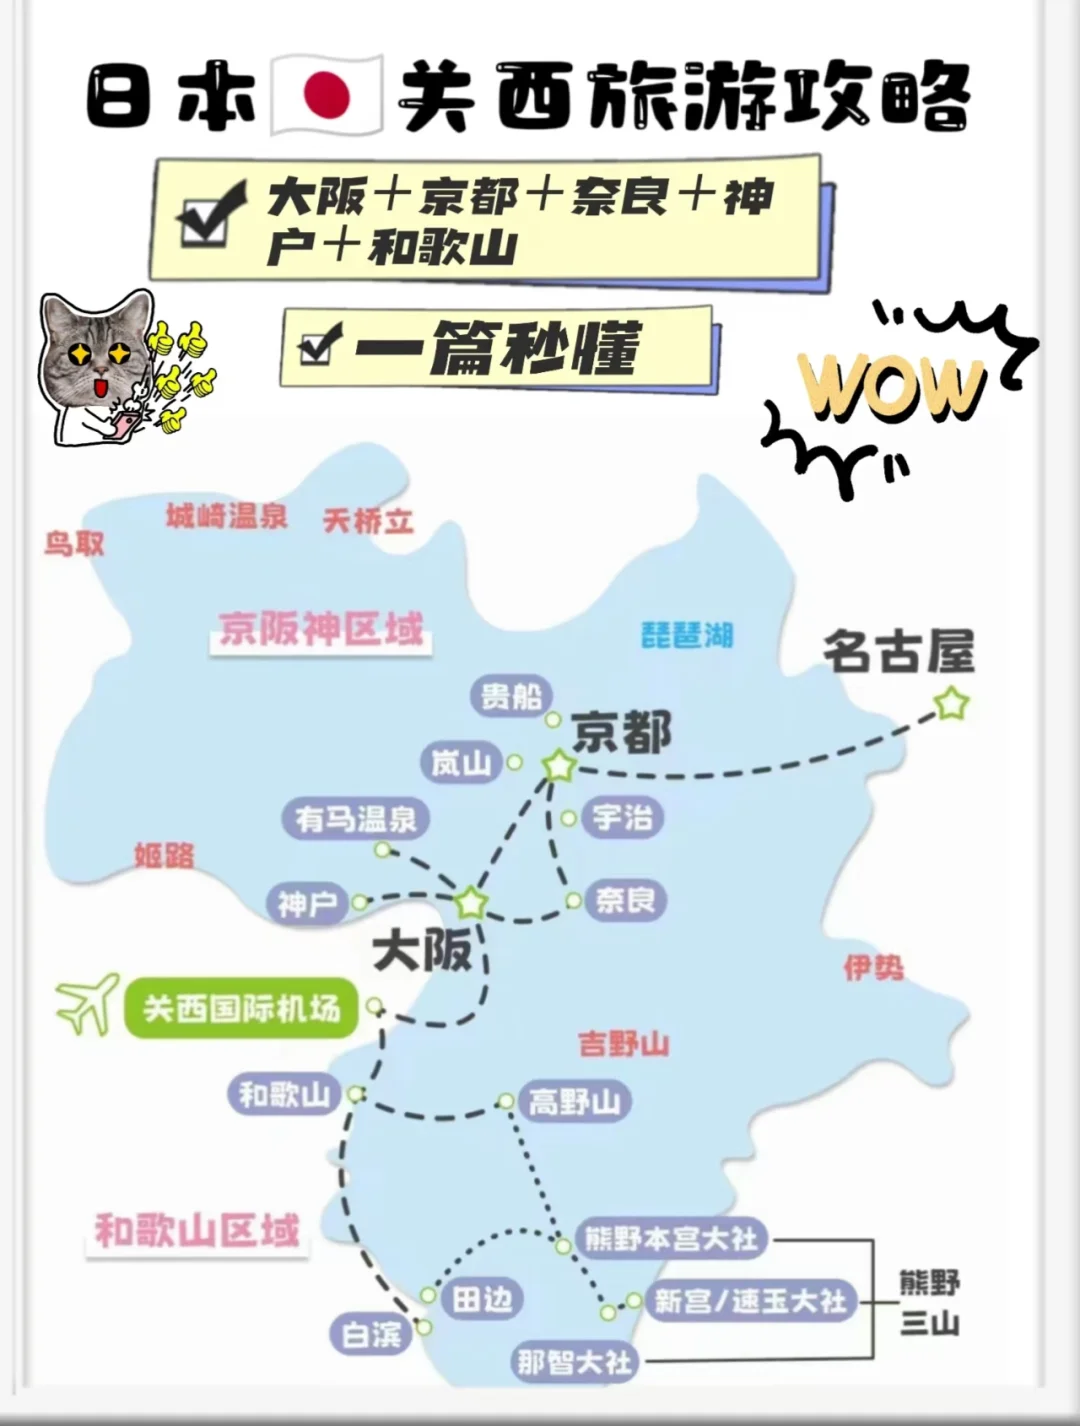 日本关西旅游攻略
大阪＋京都＋奈良＋神
户＋和歌山
一篇秒懂
WOW
城崎温泉
天桥立
鸟取
京阪神区域
琵琶湖
名古屋
贵船
京都
岚山
有马温泉
宇治
姬路
神户
奈良
大阪
伊势
关西国际机场
吉野山
和歌山
高野山
和歌山区域
熊野本宫大社
熊野
三山
田边
新宫/速玉大社
白滨
那智大社